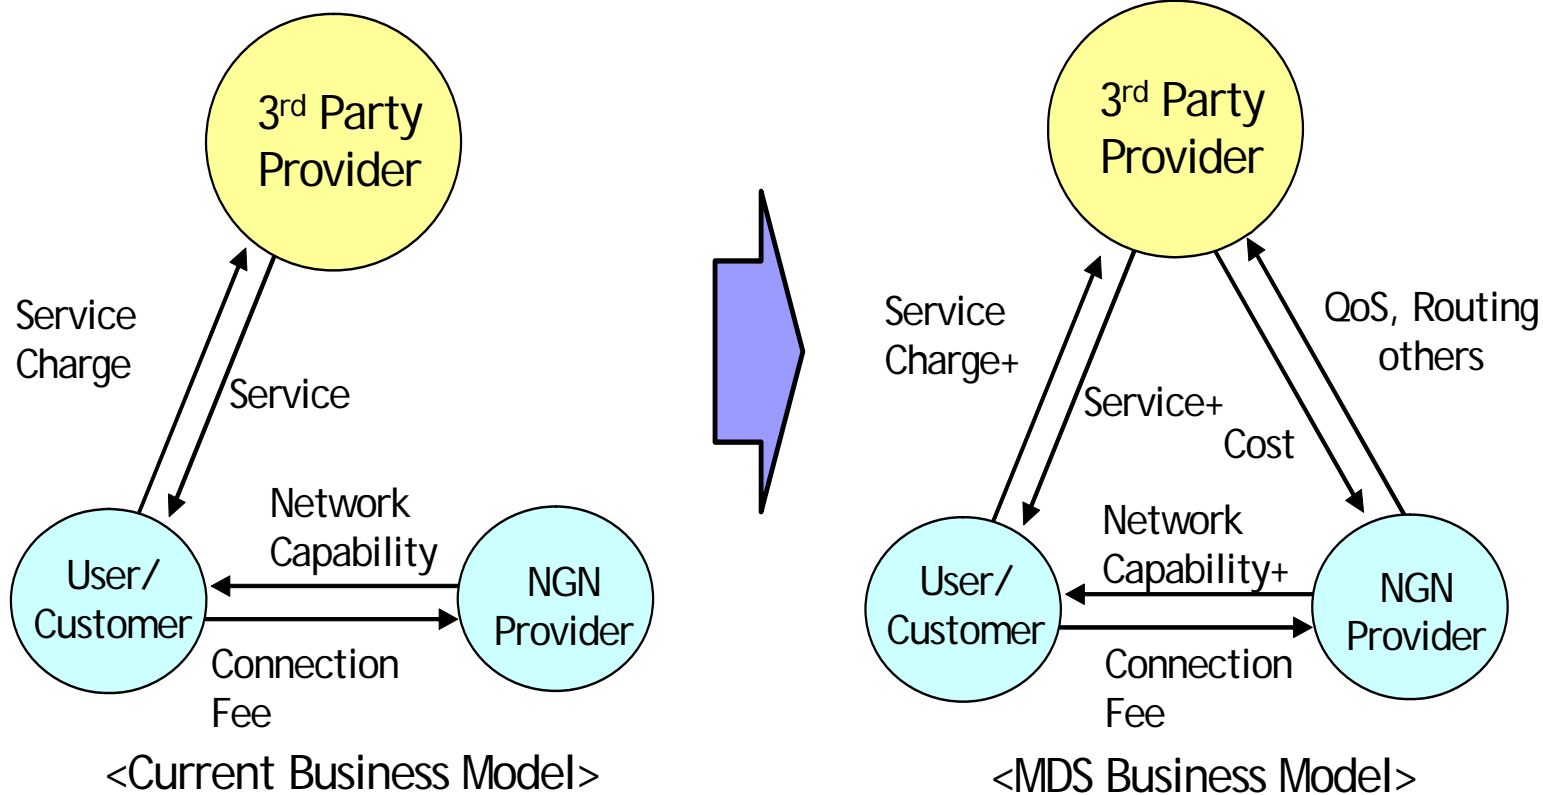 3rd Party
Provider
Service
Charge
Service
Network
Capability
User/
Customer
NGN
Provider
Connection
Fee
<Current Business Model>
3rd Party
Provider
Service
Charge+
QoS, Routing
others
Service+
Cost
Network
Capability+
User/
Customer
NGN
Provider
Connection
Fee
<MDS Business Model>